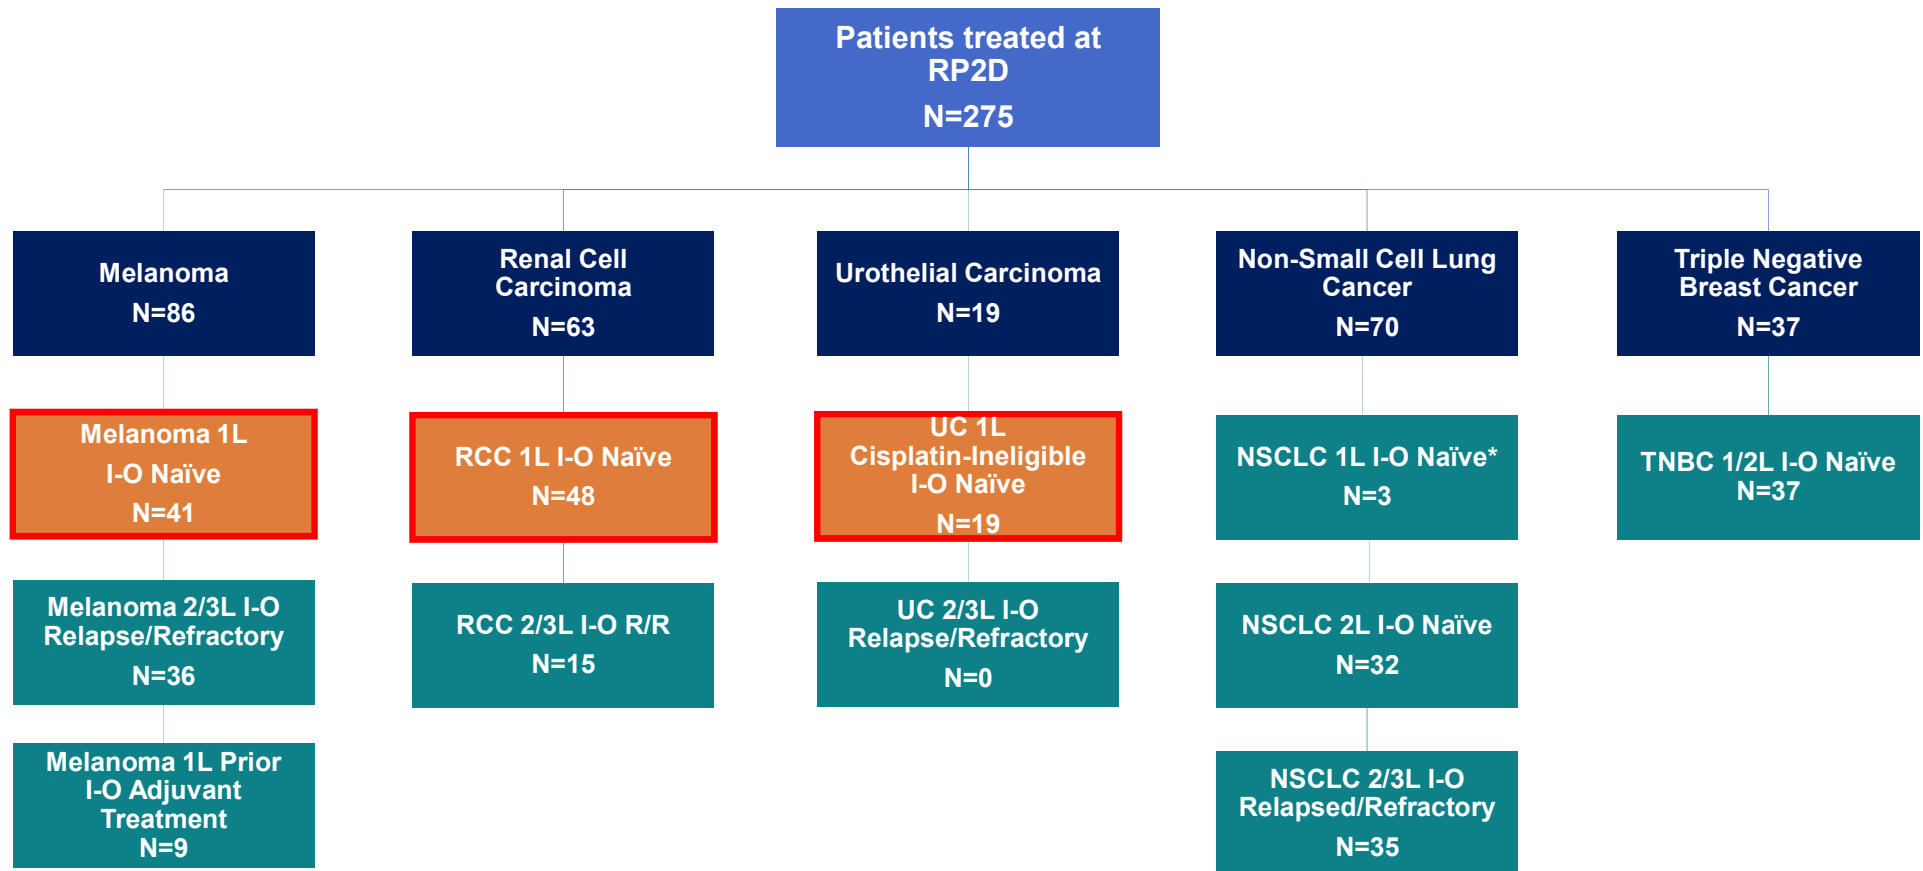 Patients treated at
RP2D
N=275
Melanoma
N=86
Renal Cell
Carcinoma
N=63
Urothelial Carcinoma
N=19
Non-Small Cell Lung
Cancer
N=70
Triple Negative
Breast Cancer
N=37
Melanoma 1L
I-O Naïve
N=41
RCC 1L I-O Naïve
N=48
UC 1L
Cisplatin-Ineligible
I-O Naïve
N=19
NSCLC 1L I-O Naïve*
N=3
TNBC 1/2L I-O Naïve
N=37
Melanoma 2/3L I-O
Relapse/Refractory
N=36
RCC 2/3L I-O R/R
N=15
UC 2/3L I-O
Relapse/Refractory
N=0
NSCLC 2L I-O Naïve
N=32
Melanoma 1L Prior
I-O Adjuvant
Treatment
N=9
NSCLC 2/3L I-O
Relapsed/Refractory
N=35